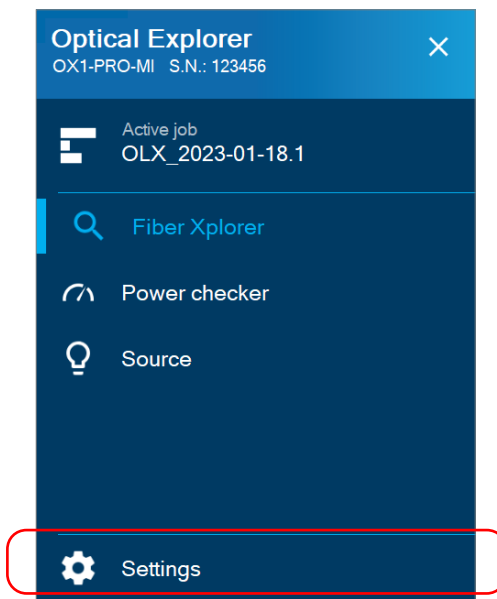 Optical Explorer
OX1-PRO-MI S.N.: 123456
Active job
OLX_2023-01-18.1
Fiber Xplorer
Power checker
Source
Settings